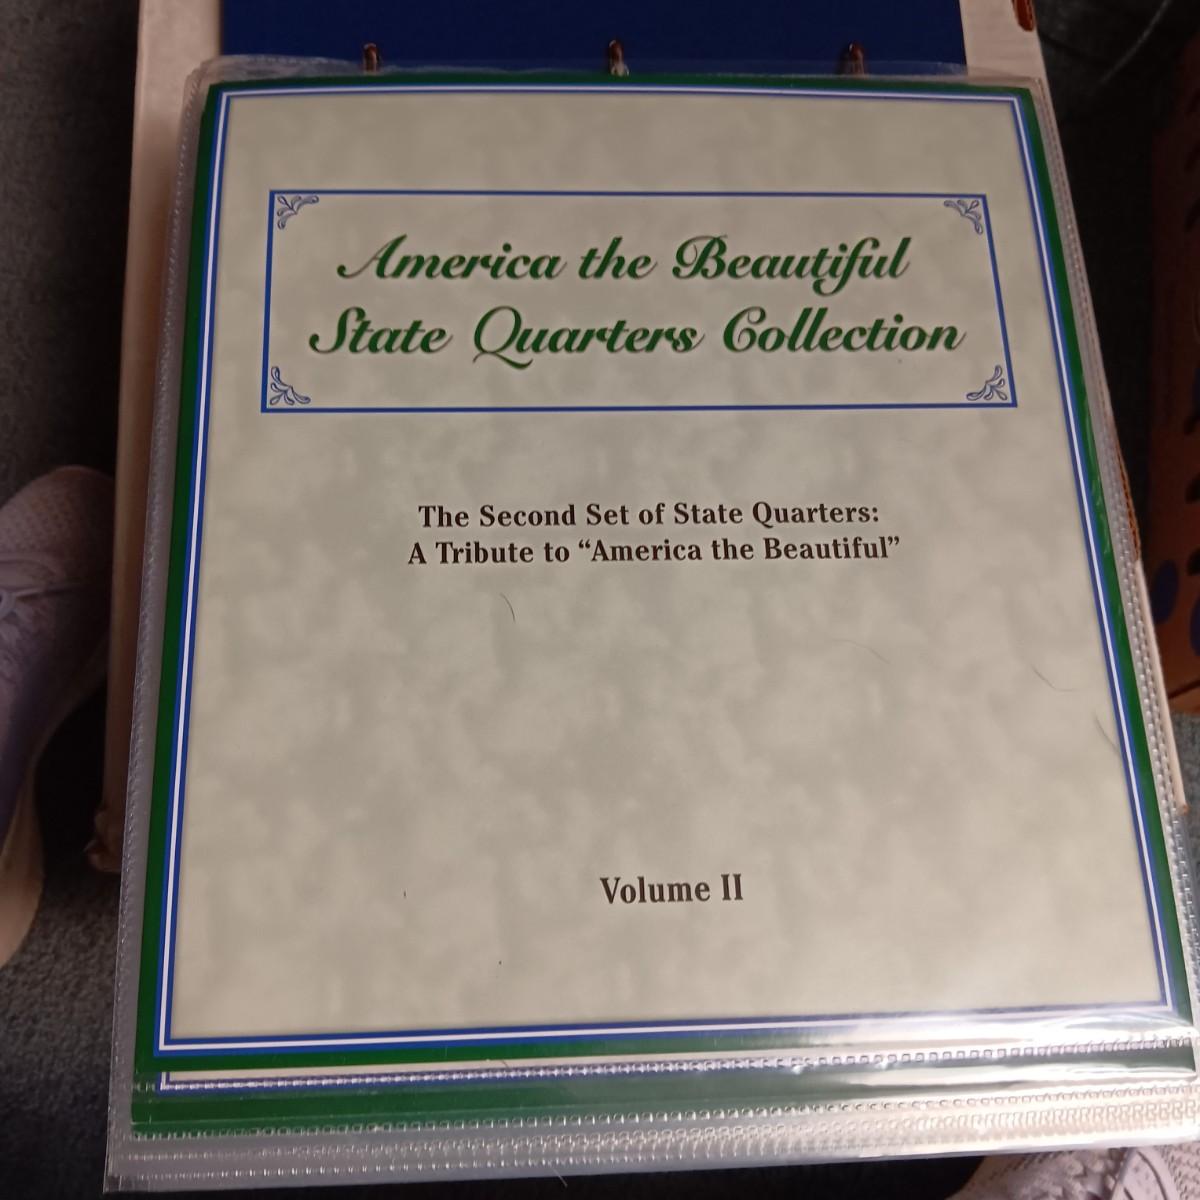 America the Beautiful
State Quarters Collection
The Second Set of State Quarters:
A Tribute to “America the Beautiful”
Volume II